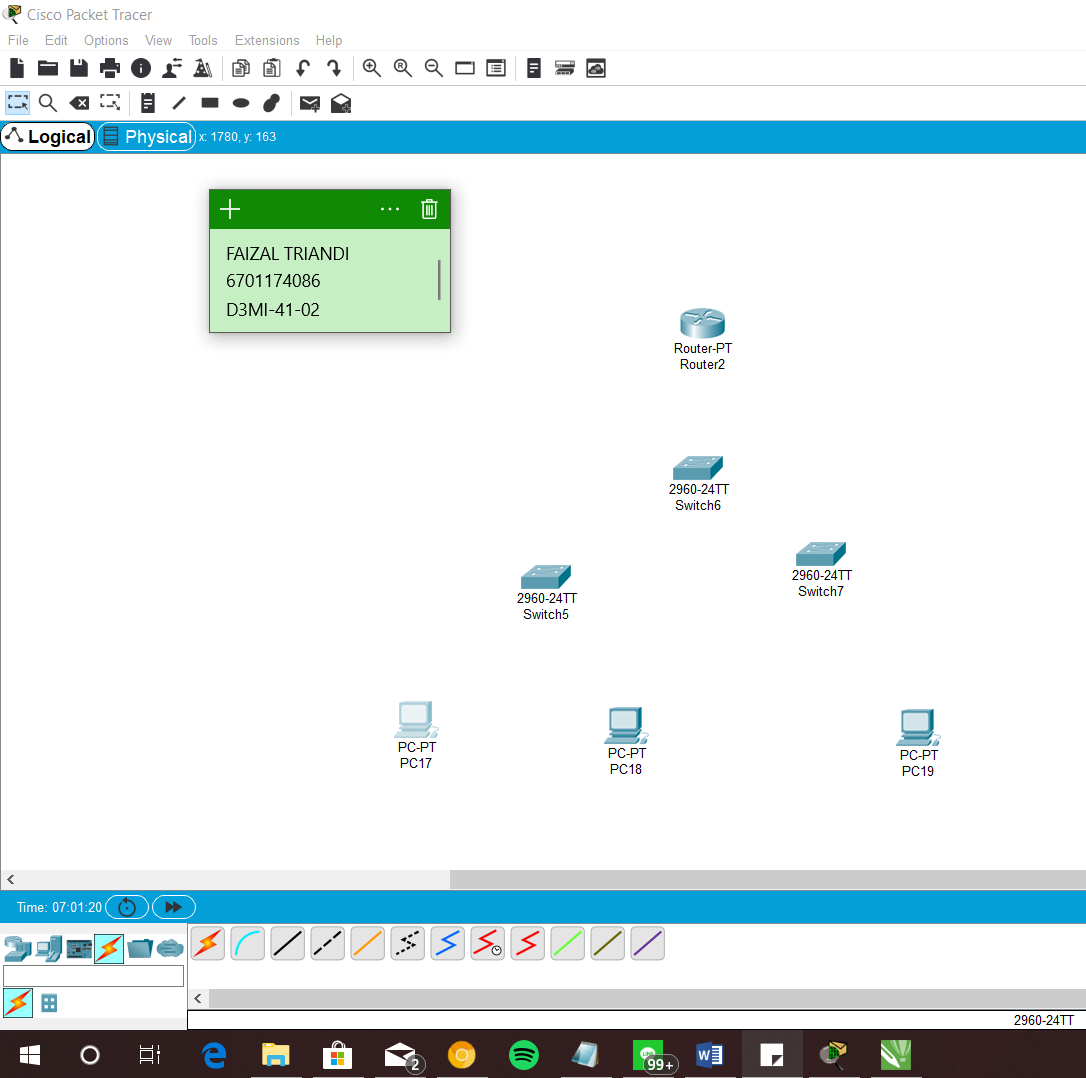 Cisco Packet Tracer
File Edit Options View Tools Extensions Help
Logical Physical x: 1780, y: 163
FAIZAL TRIANDI
6701174086
D3MI-41-02
Router-PT
Router2
2960-24TT
Switch6
2960-24TT
Switch7
2960-24TT
Switch5
PC-PT
PC17
PC-PT
PC18
PC-PT
PC19
Time: 07:01:20
2960-24TT
2
99+